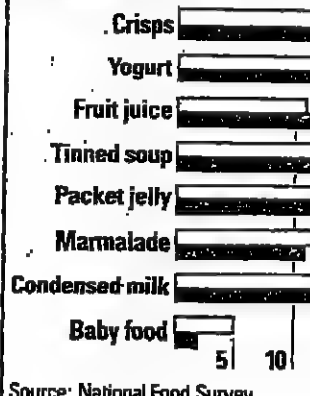 Crisps
Yogurt
Fruit juice
Tinned soup
Packet jelly
Marmalade
Condensed milk
Baby food
5 10
Source: National Food Survey